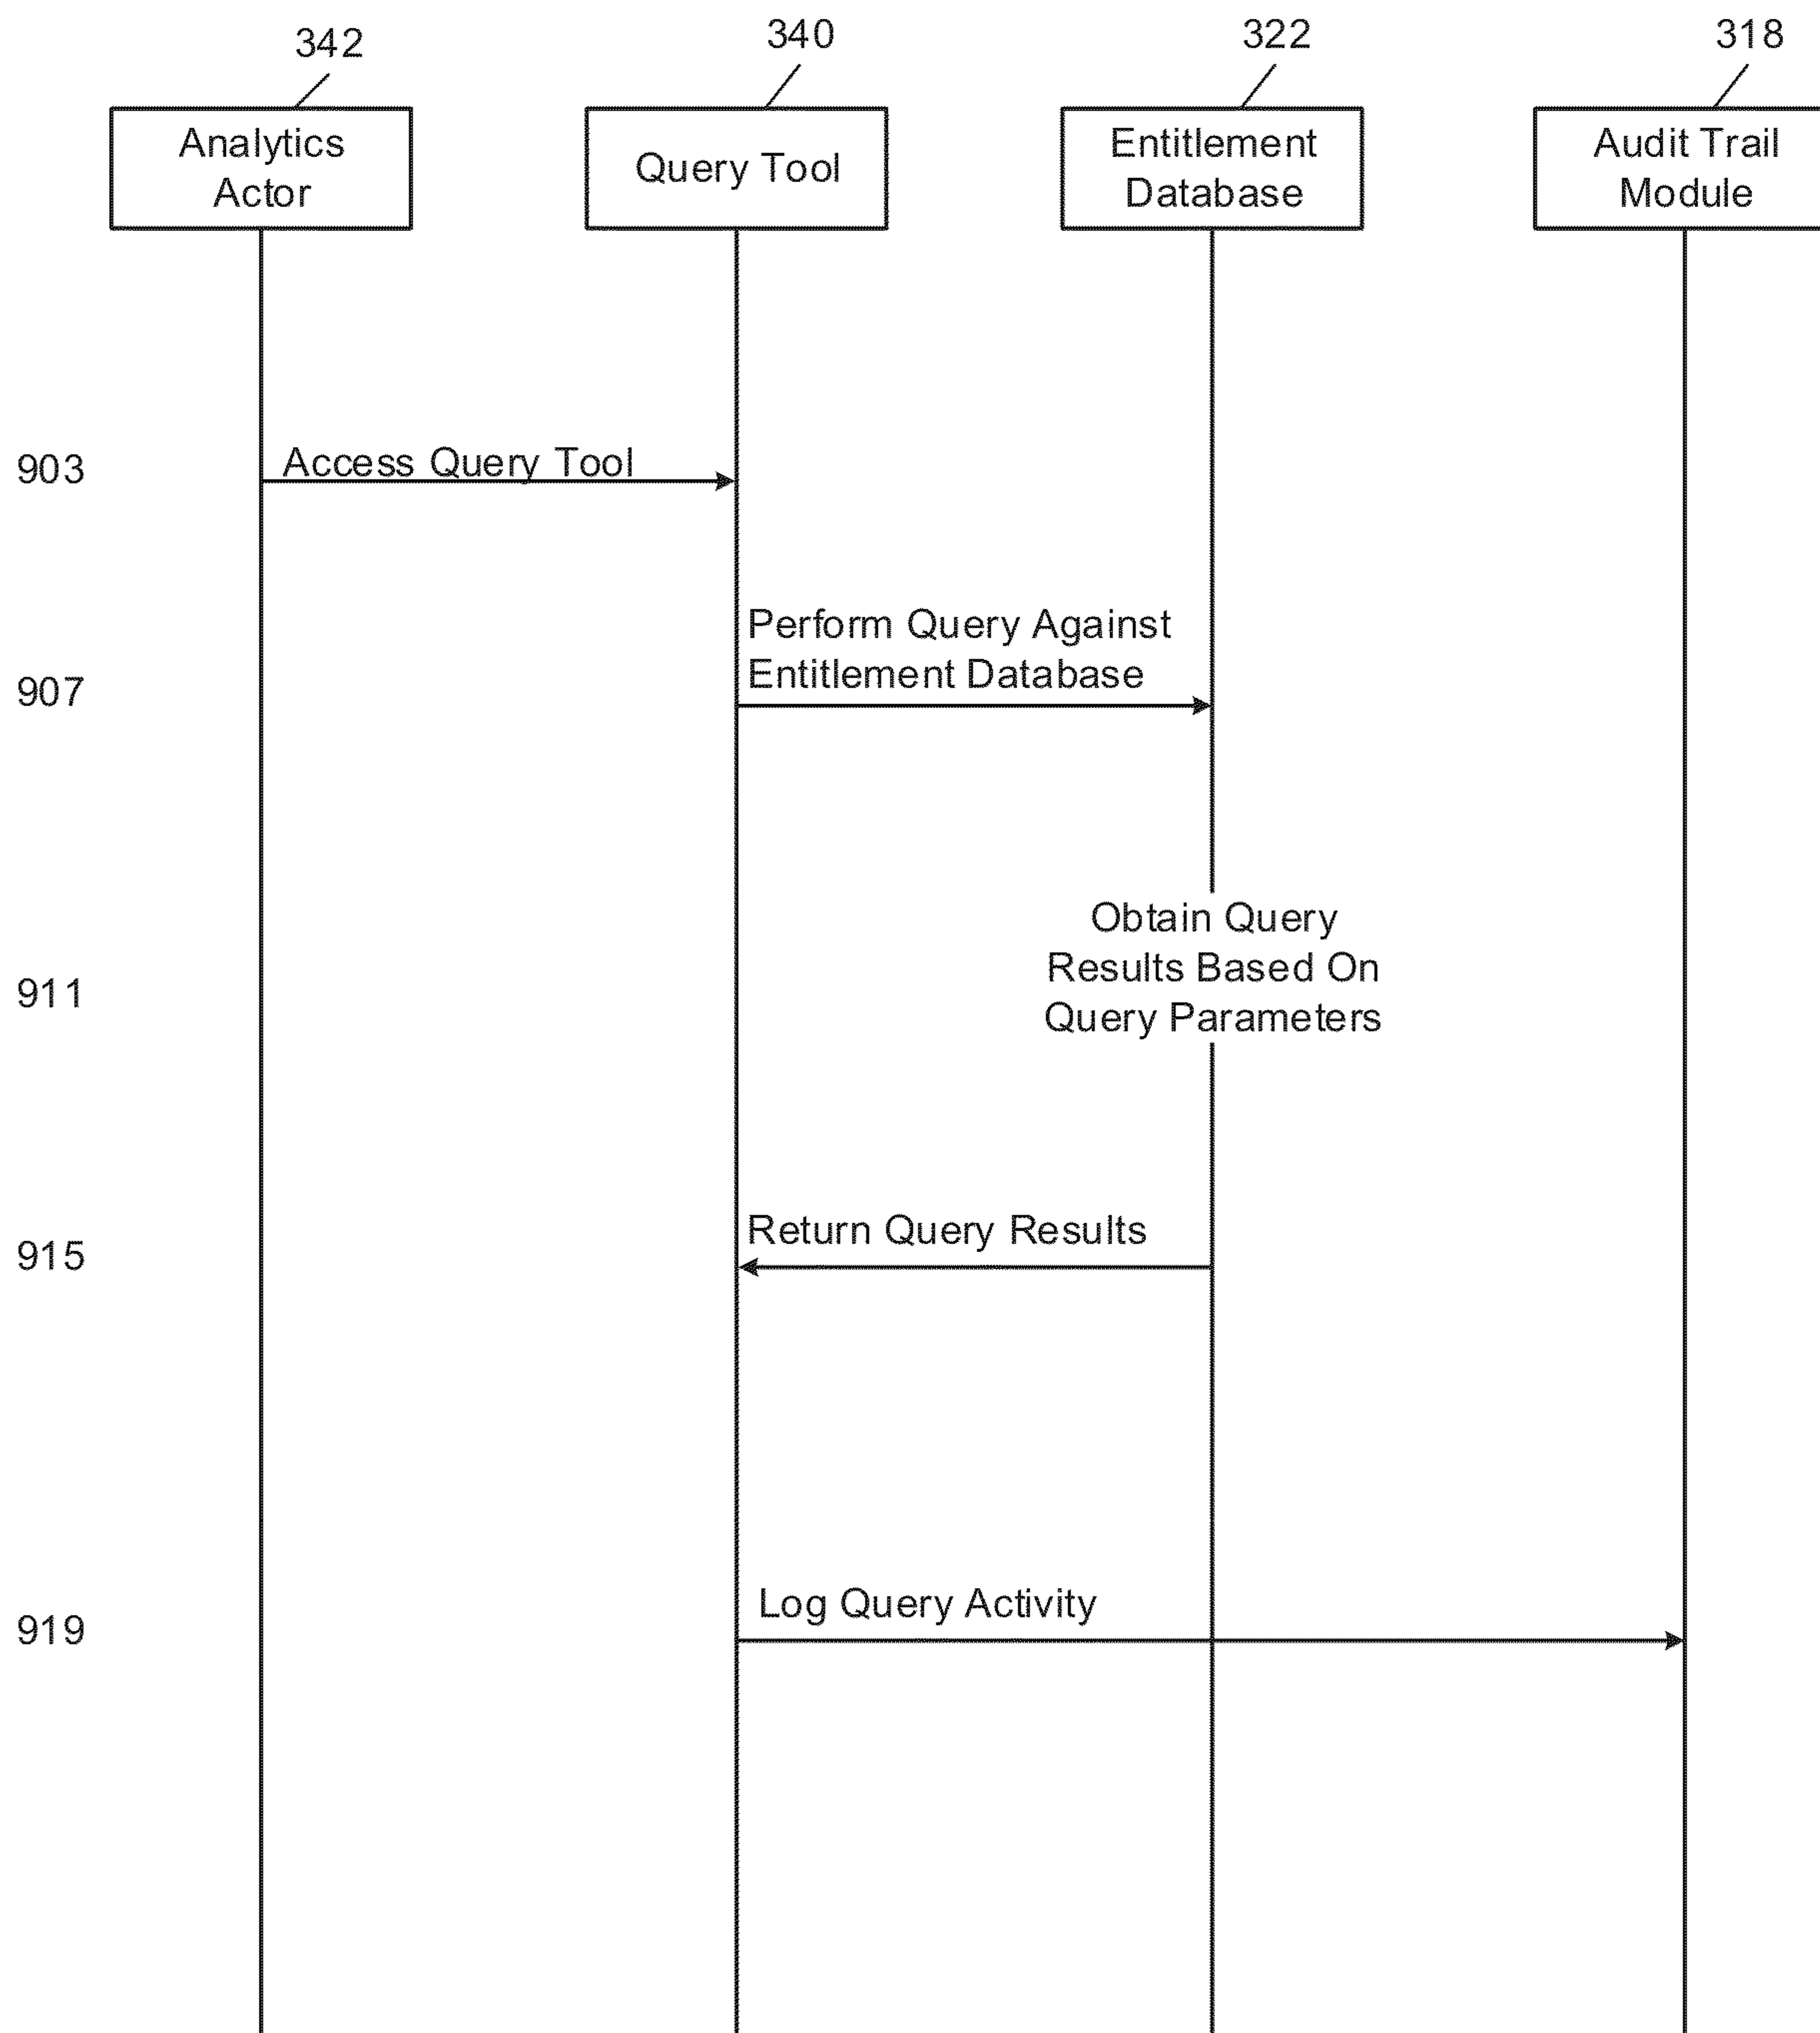 342
340
322
318
Analytics
Actor
Query Tool
Entitlement
Database
Audit Trail
Module
903
Access Query Tool
Perform Query Against
Entitlement Database
907
Obtain Query
Results Based On
Query Parameters
911
Return Query Results
915
Log Query Activity
919